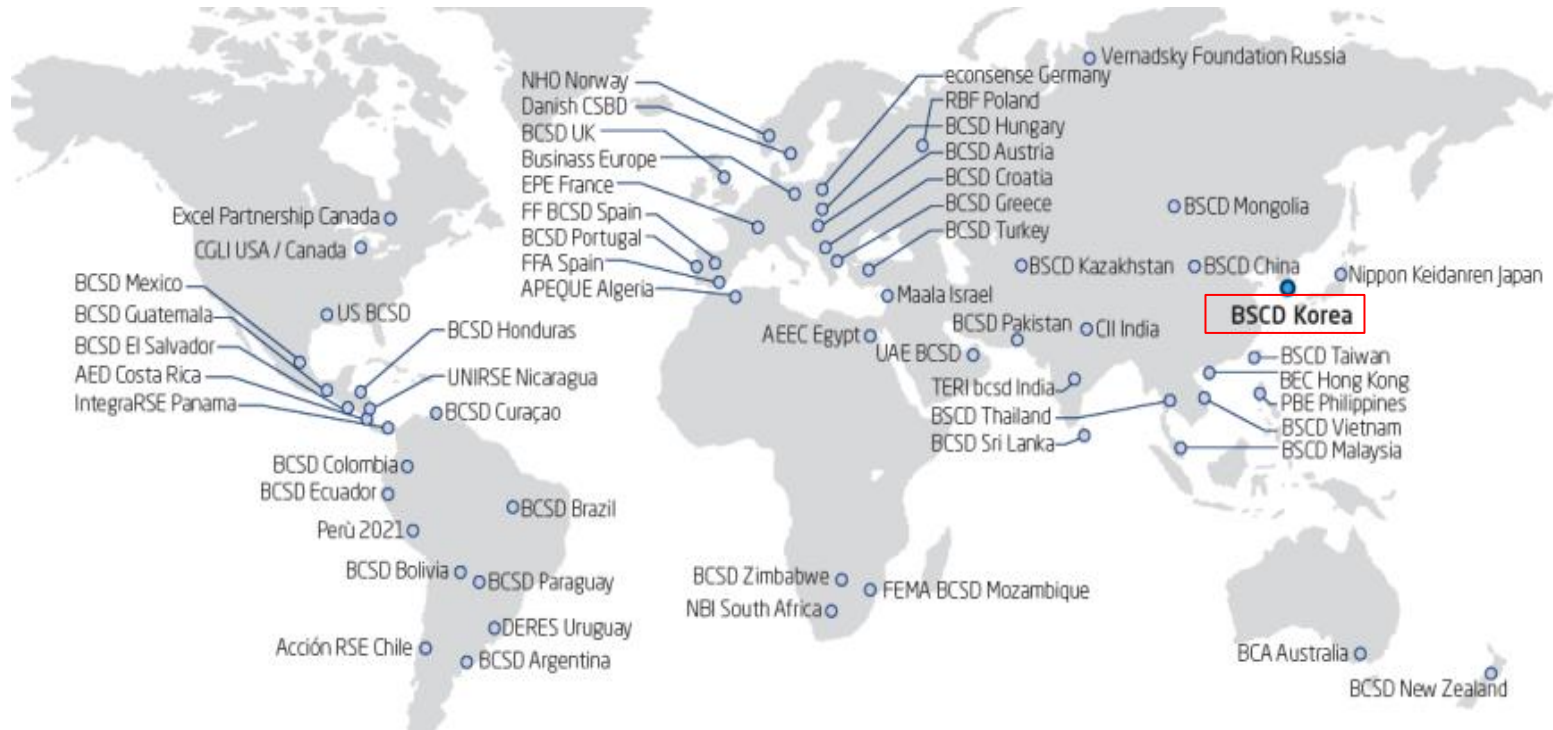 Vernadsky Foundation Russia
NHO Norway
Danish CSBD
BCSD UK
Businass Europe
EPE France
FF BCSD Spain
BCSD Portugal
FFA Spain
APEQUE Algeria
econsense Germany
RBF Poland
BCSD Hungary
BCSD Austria
BCSD Croatia
BCSD Greece
BCSD Turkey
Excel Partnership Canada
CGLI USA / Canada
BCSD Mexico
BCSD Guatemala
BCSD El Salvador
AED Costa Rica
IntegraRSE Panama
US BCSD
BCSD Honduras
UNIRSE Nicaragua
BCSD Curaçao
BSCD Mongolia
BSCD Kazakhstan
BSCD China
Nippon Keidanren Japan
BSCD Korea
Maala Israel
AEEC Egypt
BCSD Pakistan
CII India
UAE BCSD
TERI bcsd India
BSCD Thailand
BCSD Sri Lanka
BSCD Taiwan
BEC Hong Kong
PBE Philippines
BSCD Vietnam
BSCD Malaysia
BCSD Colombia
BCSD Ecuador
Perù 2021
BCSD Brazil
BCSD Bolivia
BCSD Paraguay
DERES Uruguay
Acción RSE Chile
BCSD Argentina
BCSD Zimbabwe
FEMA BCSD Mozambique
NBI South Africa
BCA Australia
BCSD New Zealand